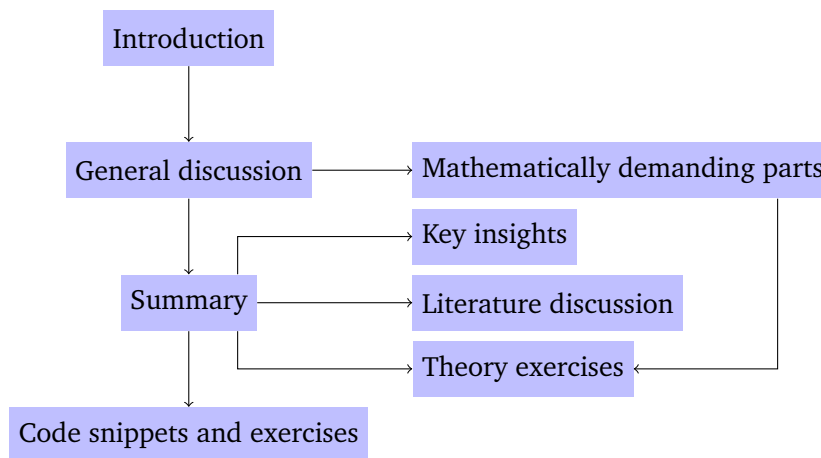 Introduction
General discussion
Mathematically demanding parts
Key insights
Summary
Literature discussion
Theory exercises
Code snippets and exercises